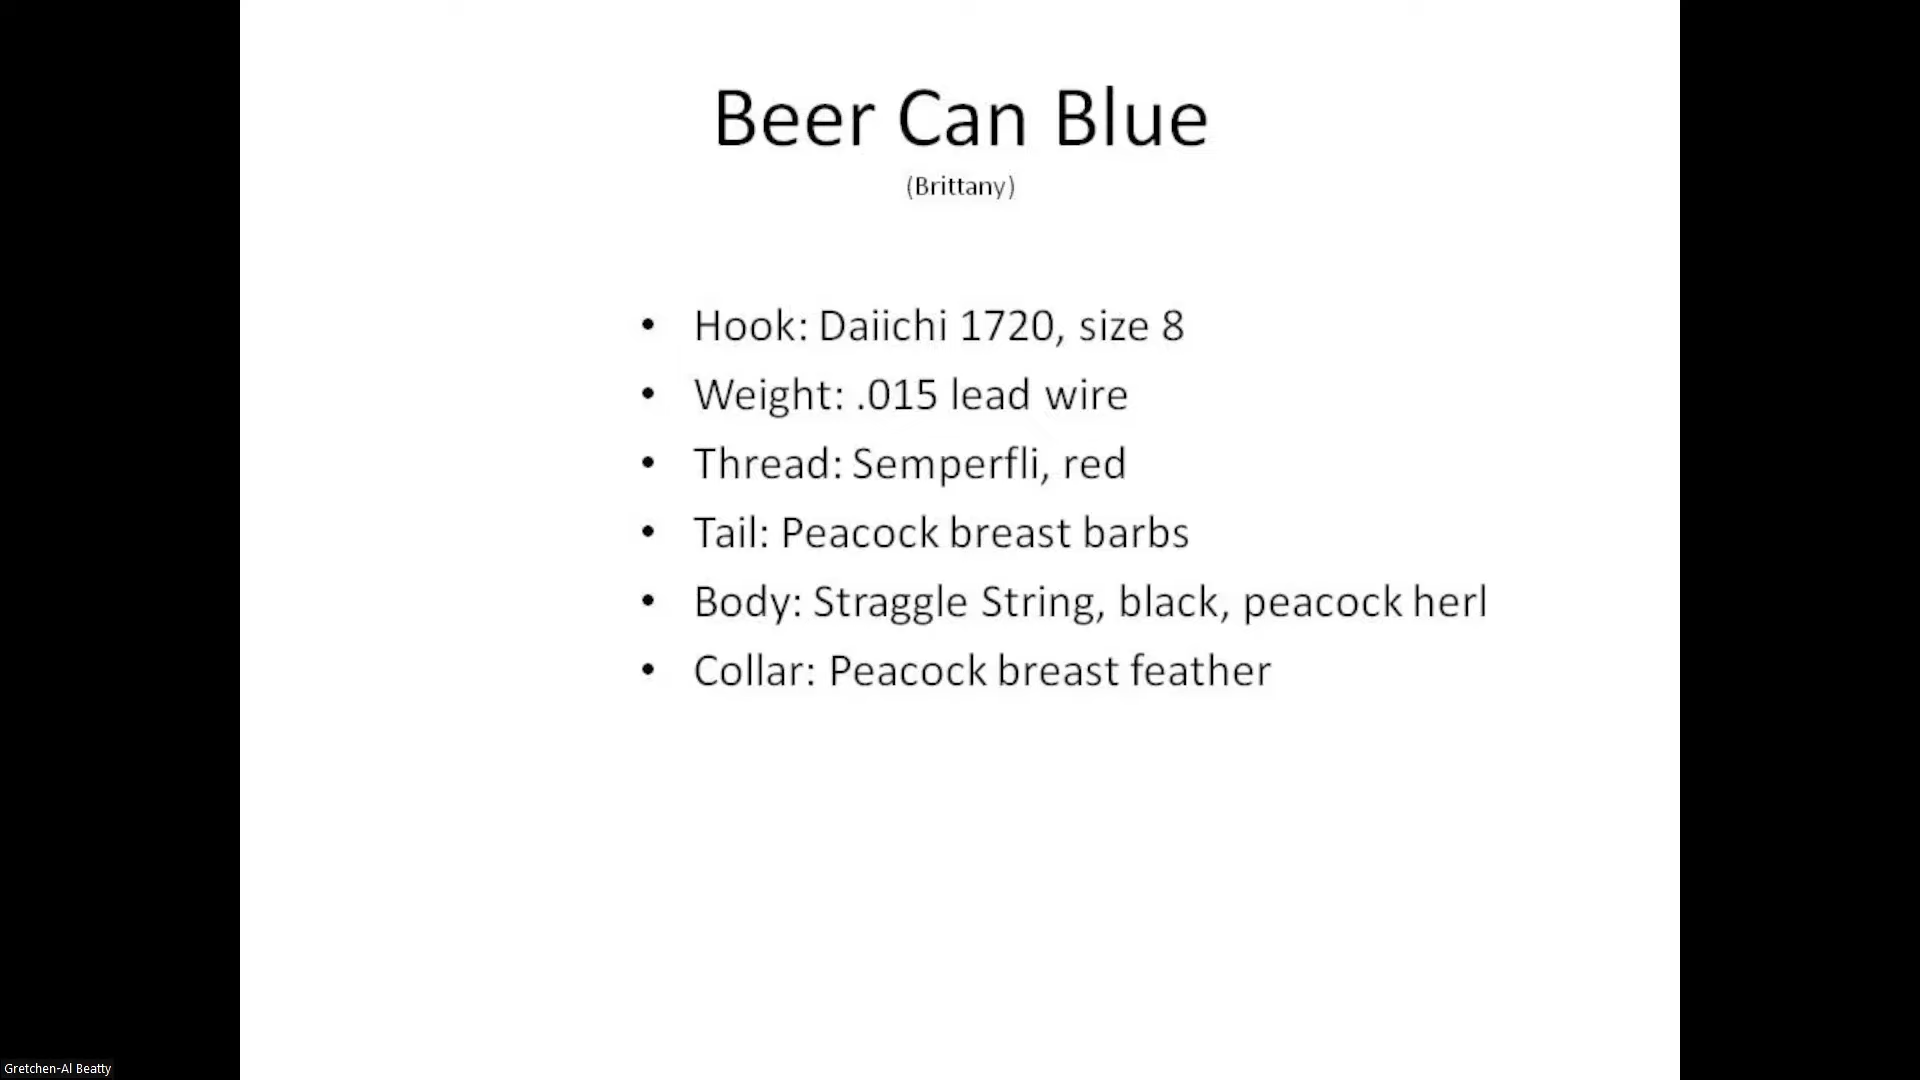 Beer Can Blue
(Brittany)
• Hook: Daiichi 1720, size 8
• Weight: .015 lead wire
• Thread: Semperfli, red
• Tail: Peacock breast barbs
• Body: Straggle String, black, peacock herl
• Collar: Peacock breast feather
Gretchen-Al Beatty